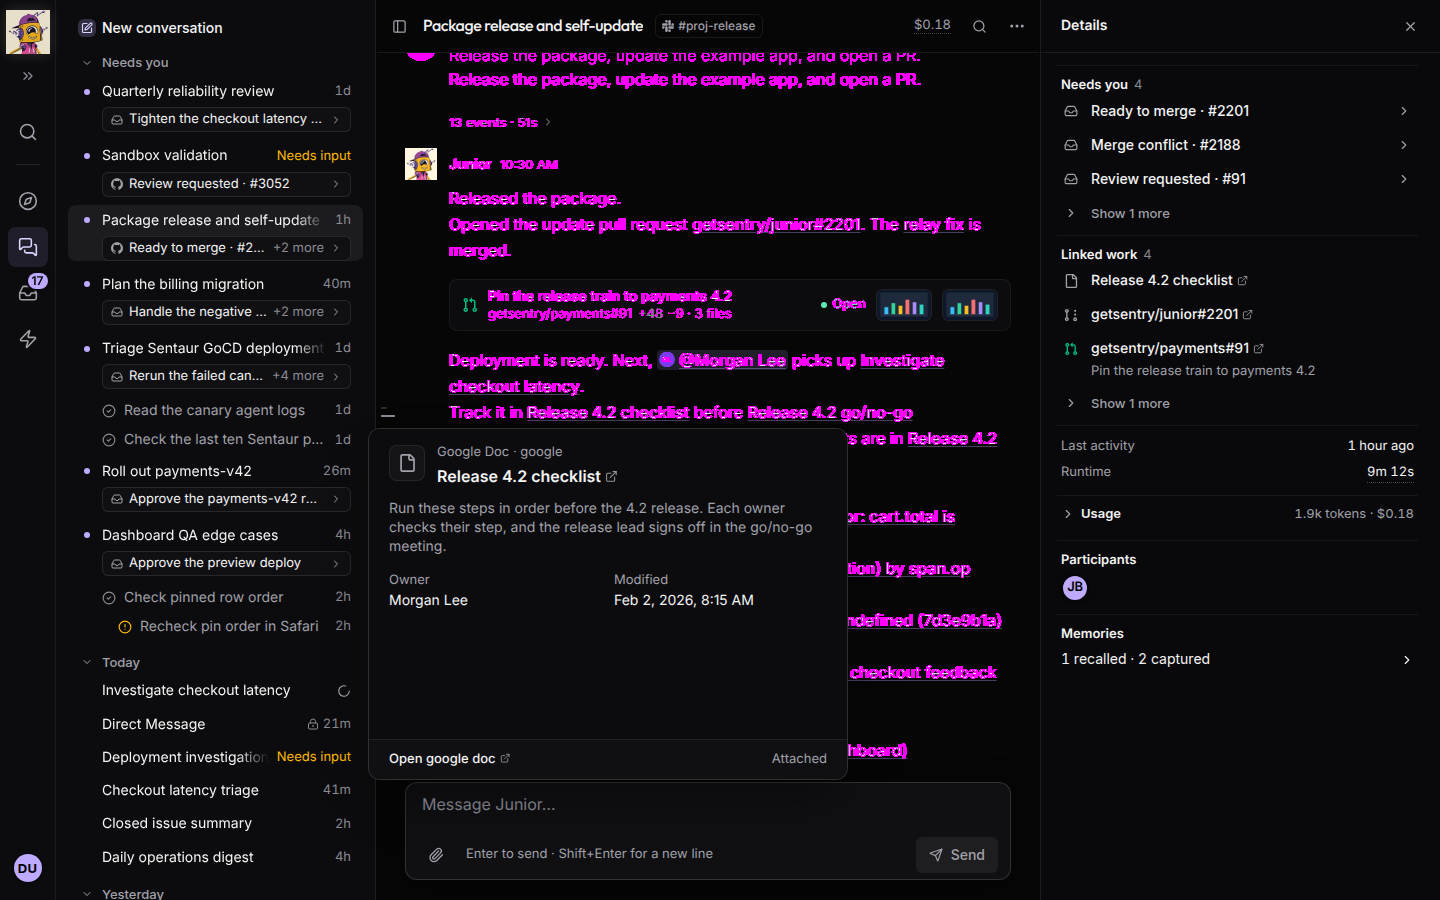 New conversation
Needs you
Quarterly reliability review 1d
Tighten the checkout latency ...
Sandbox validation Needs input
Review requested · #3052
Package release and self-update 1h
Ready to merge · #2... +2 more
Plan the billing migration 40m
Handle the negative ... +2 more
Triage Sentaur GoCD deployment 1d
Rerun the failed can... +4 more
Read the canary agent logs 1d
Check the last ten Sentaur p... 1d
Roll out payments-v42 26m
Approve the payments-v42 r...
Dashboard QA edge cases 4h
Approve the preview deploy
Check pinned row order 2h
Recheck pin order in Safari 2h
Today
Investigate checkout latency
Direct Message 21m
Deployment investigation Needs input
Checkout latency triage 41m
Closed issue summary 2h
Daily operations digest 4h
Yesterday
17
DU
Package release and self-update #proj-release $0.18
Release the package, update the example app, and open a PR.
Release the package, update the example app, and open a PR.
13 events · 51s
Junior 10:30 AM
Released the package.
Opened the update pull request getsentry/junior#2201. The relay fix is
merged.
Pin the release train to payments 4.2
getsentry/payments#91 +48 −9 · 3 files
Open
Deployment is ready. Next, @Morgan Lee picks up Investigate
checkout latency.
Track it in Release 4.2 checklist before Release 4.2 go/no-go
s are in Release 4.2
or: cart.total is
tion) by span.op
ndefined (7d3e9b1a)
checkout feedback
hboard)
Google Doc · google
Release 4.2 checklist
Run these steps in order before the 4.2 release. Each owner
checks their step, and the release lead signs off in the go/no-go
meeting.
Owner Modified
Morgan Lee Feb 2, 2026, 8:15 AM
Open google doc Attached
Message Junior...
Enter to send · Shift+Enter for a new line
Send
Details
Needs you 4
Ready to merge · #2201
Merge conflict · #2188
Review requested · #91
Show 1 more
Linked work 4
Release 4.2 checklist
getsentry/junior#2201
getsentry/payments#91
Pin the release train to payments 4.2
Show 1 more
Last activity 1 hour ago
Runtime 9m 12s
Usage 1.9k tokens · $0.18
Participants
JB
Memories
1 recalled · 2 captured